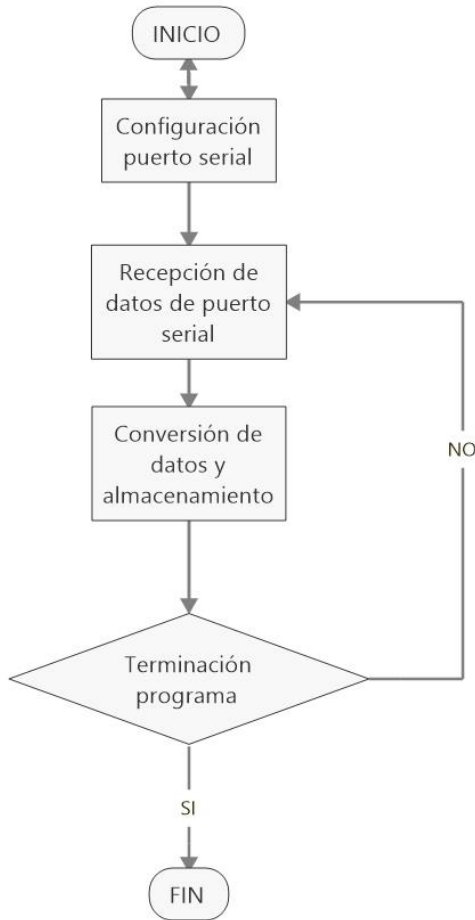 INICIO
Configuración
puerto serial
Recepción de
datos de puerto
serial
Conversión de
datos y
almacenamiento
NO
Terminación
programa
SI
FIN